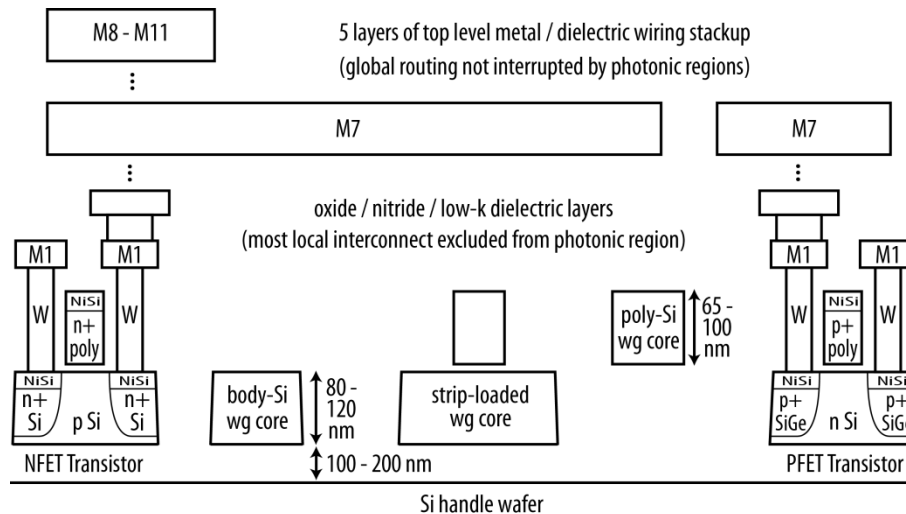 M8 - M11
5 layers of top level metal / dielectric wiring stackup
(global routing not interrupted by photonic regions)
M7
M7
oxide / nitride / low-k dielectric layers
(most local interconnect excluded from photonic region)
M1
M1
M1
M1
W
NiSi
n+
poly
W
poly-Si
wg core
65 -
100
nm
W
NiSi
p+
poly
W
NiSi
n+
Si
p Si
NiSi
n+
Si
body-Si
wg core
80 -
120
nm
strip-loaded
wg core
NiSi
p+
SiGe
n Si
NiSi
p+
SiGe
NFET Transistor
100 - 200 nm
PFET Transistor
Si handle wafer